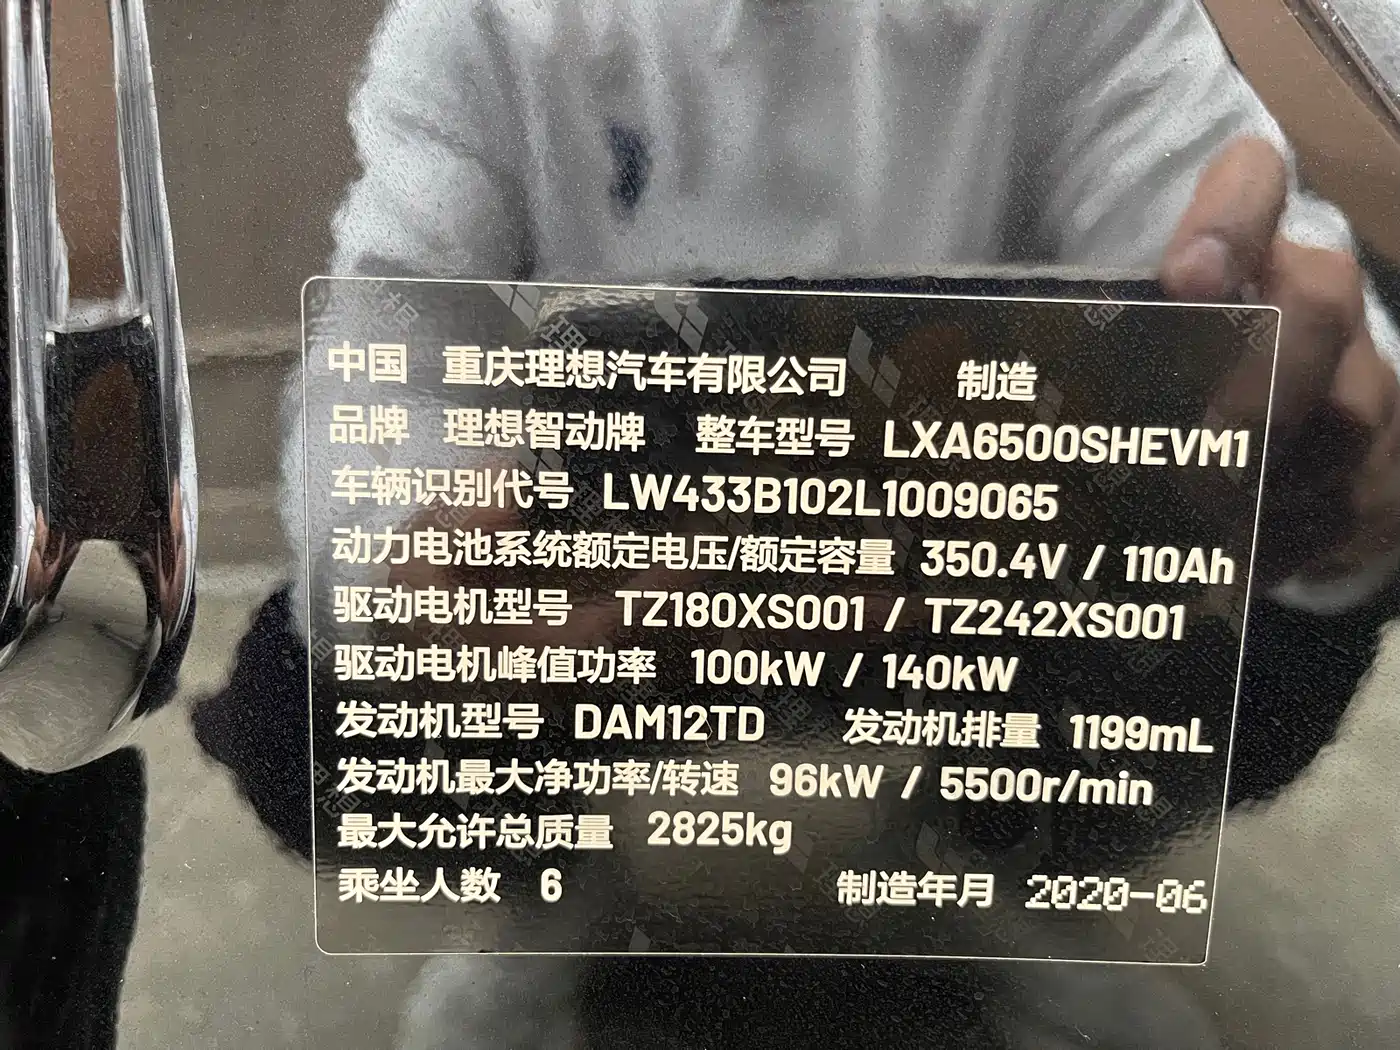 中国 重庆理想汽车有限公司 制造
品牌 理想智动牌 整车型号 LXA6500SHEVM1
车辆识别代号 LW433B102L1009065
动力电池系统额定电压/额定容量 350.4V / 110Ah
驱动电机型号 TZ180XS001 / TZ242XS001
驱动电机峰值功率 100kW / 140kW
发动机型号 DAM12TD 发动机排量 1199mL
发动机最大净功率/转速 96kW / 5500r/min
最大允许总质量 2825kg
乘坐人数 6 制造年月 2020-06